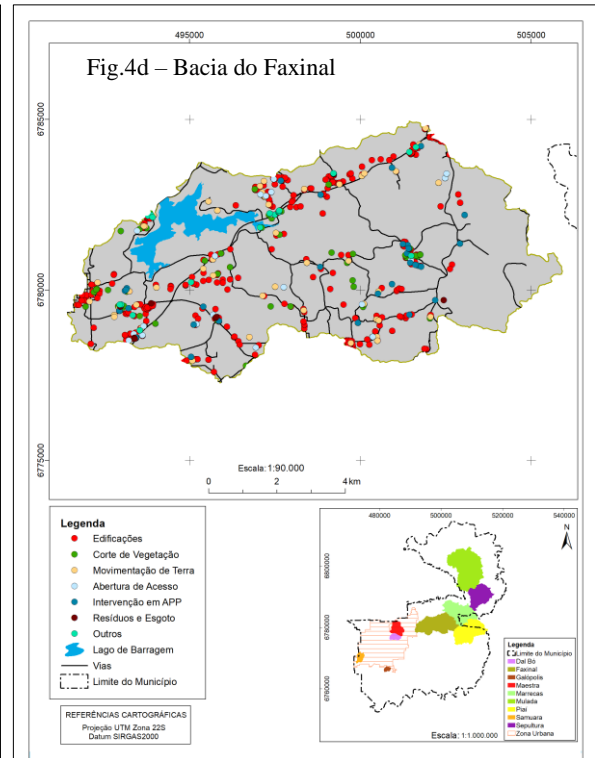 Fig.4d – Bacia do Faxinal
495000
500000
505000
6785000
6780000
6775000
Escala: 1:90.000
0 2 4 km
Legenda
Edificações
Corte de Vegetação
Movimentação de Terra
Abertura de Acesso
Intervenção em APP
Resíduos e Esgoto
Outros
Lago de Barragem
Vias
Limite do Município
REFERÊNCIAS CARTOGRÁFICAS
Projeção UTM Zona 22S
Datum SIRGAS2000
480000
500000
520000
540000
N
6800000
6780000
6760000
Legenda
Limite do Município
Dal Bo
Faxinal
Galópolis
Maestra
Marrecas
Mulada
Piai
Samuara
Sepultura
Zona Urbana
Escala: 1:1.000.000